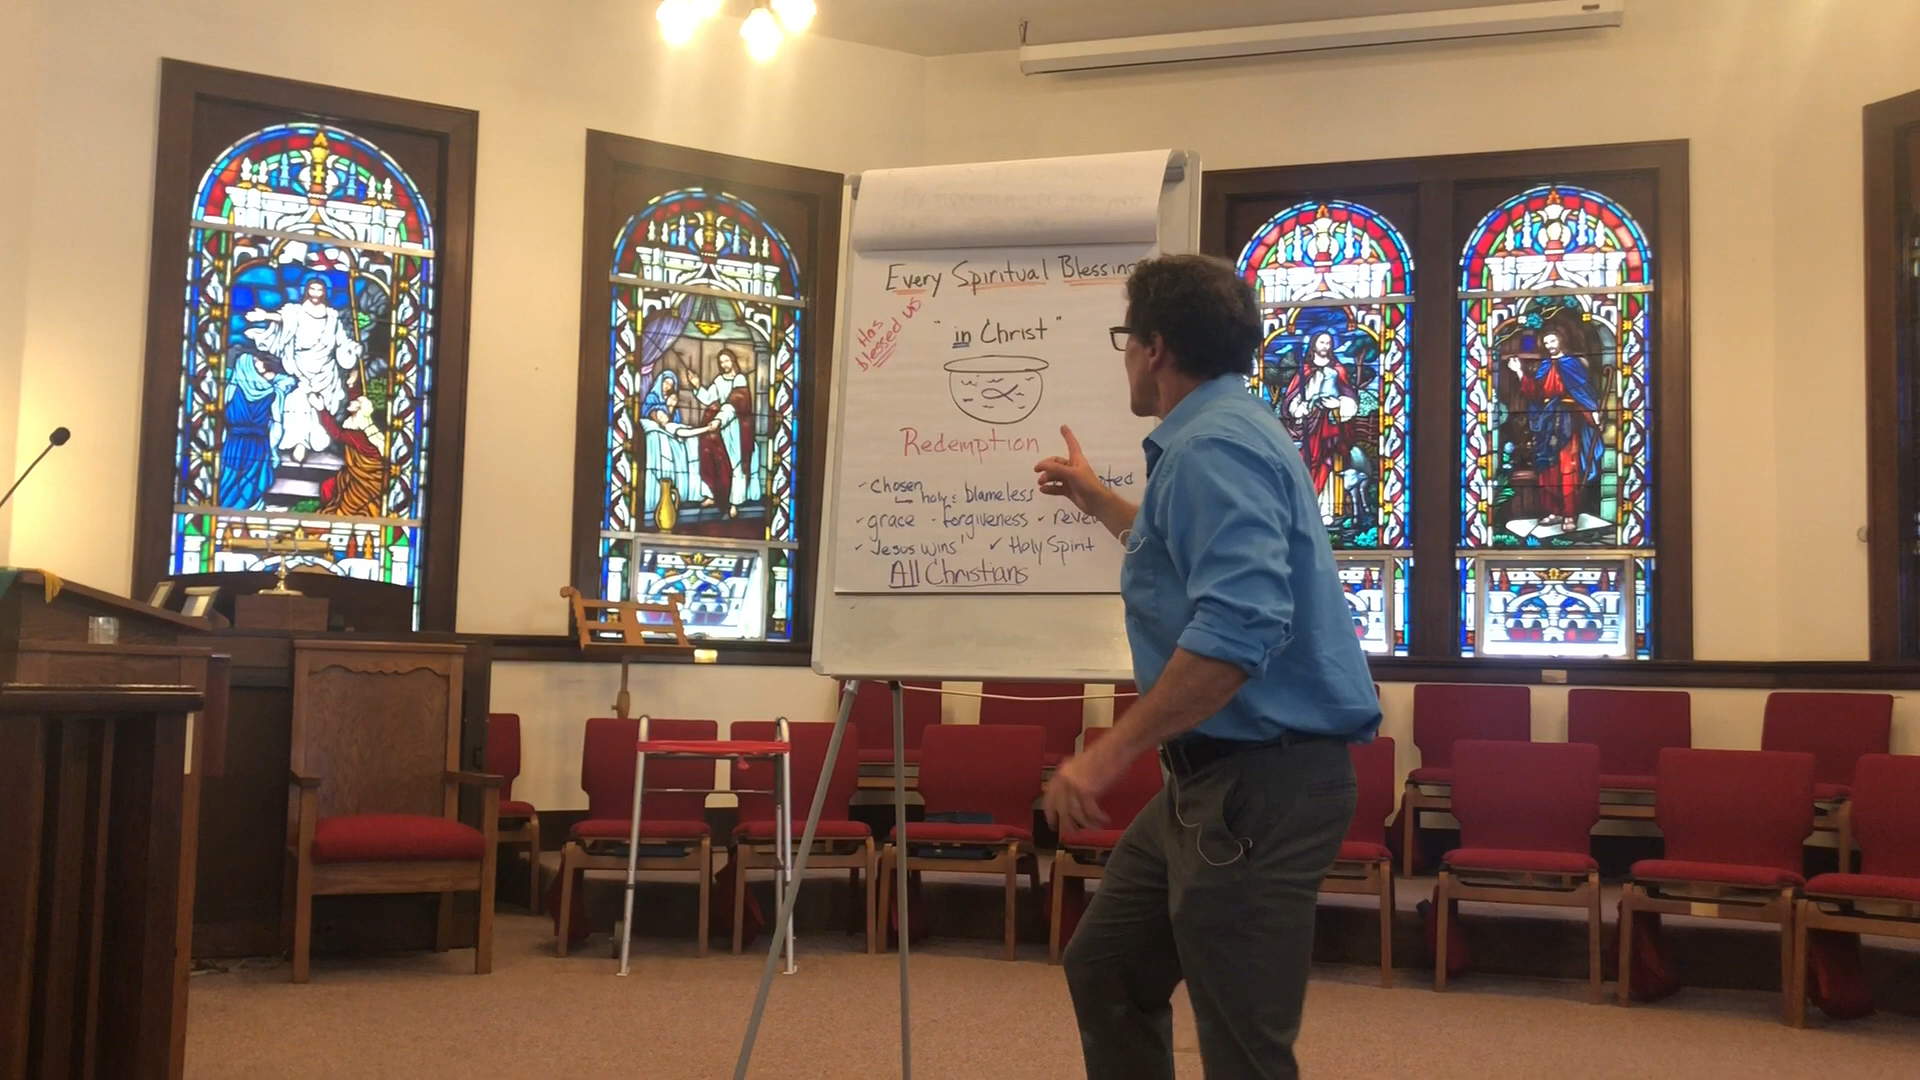 Every Spiritual Blessing
Has
blessed us
"in Christ"
Redemption
- chosen
holy & blameless
- grace - forgiveness -
- Jesus wins! ✓ Holy Spirit
All Christians